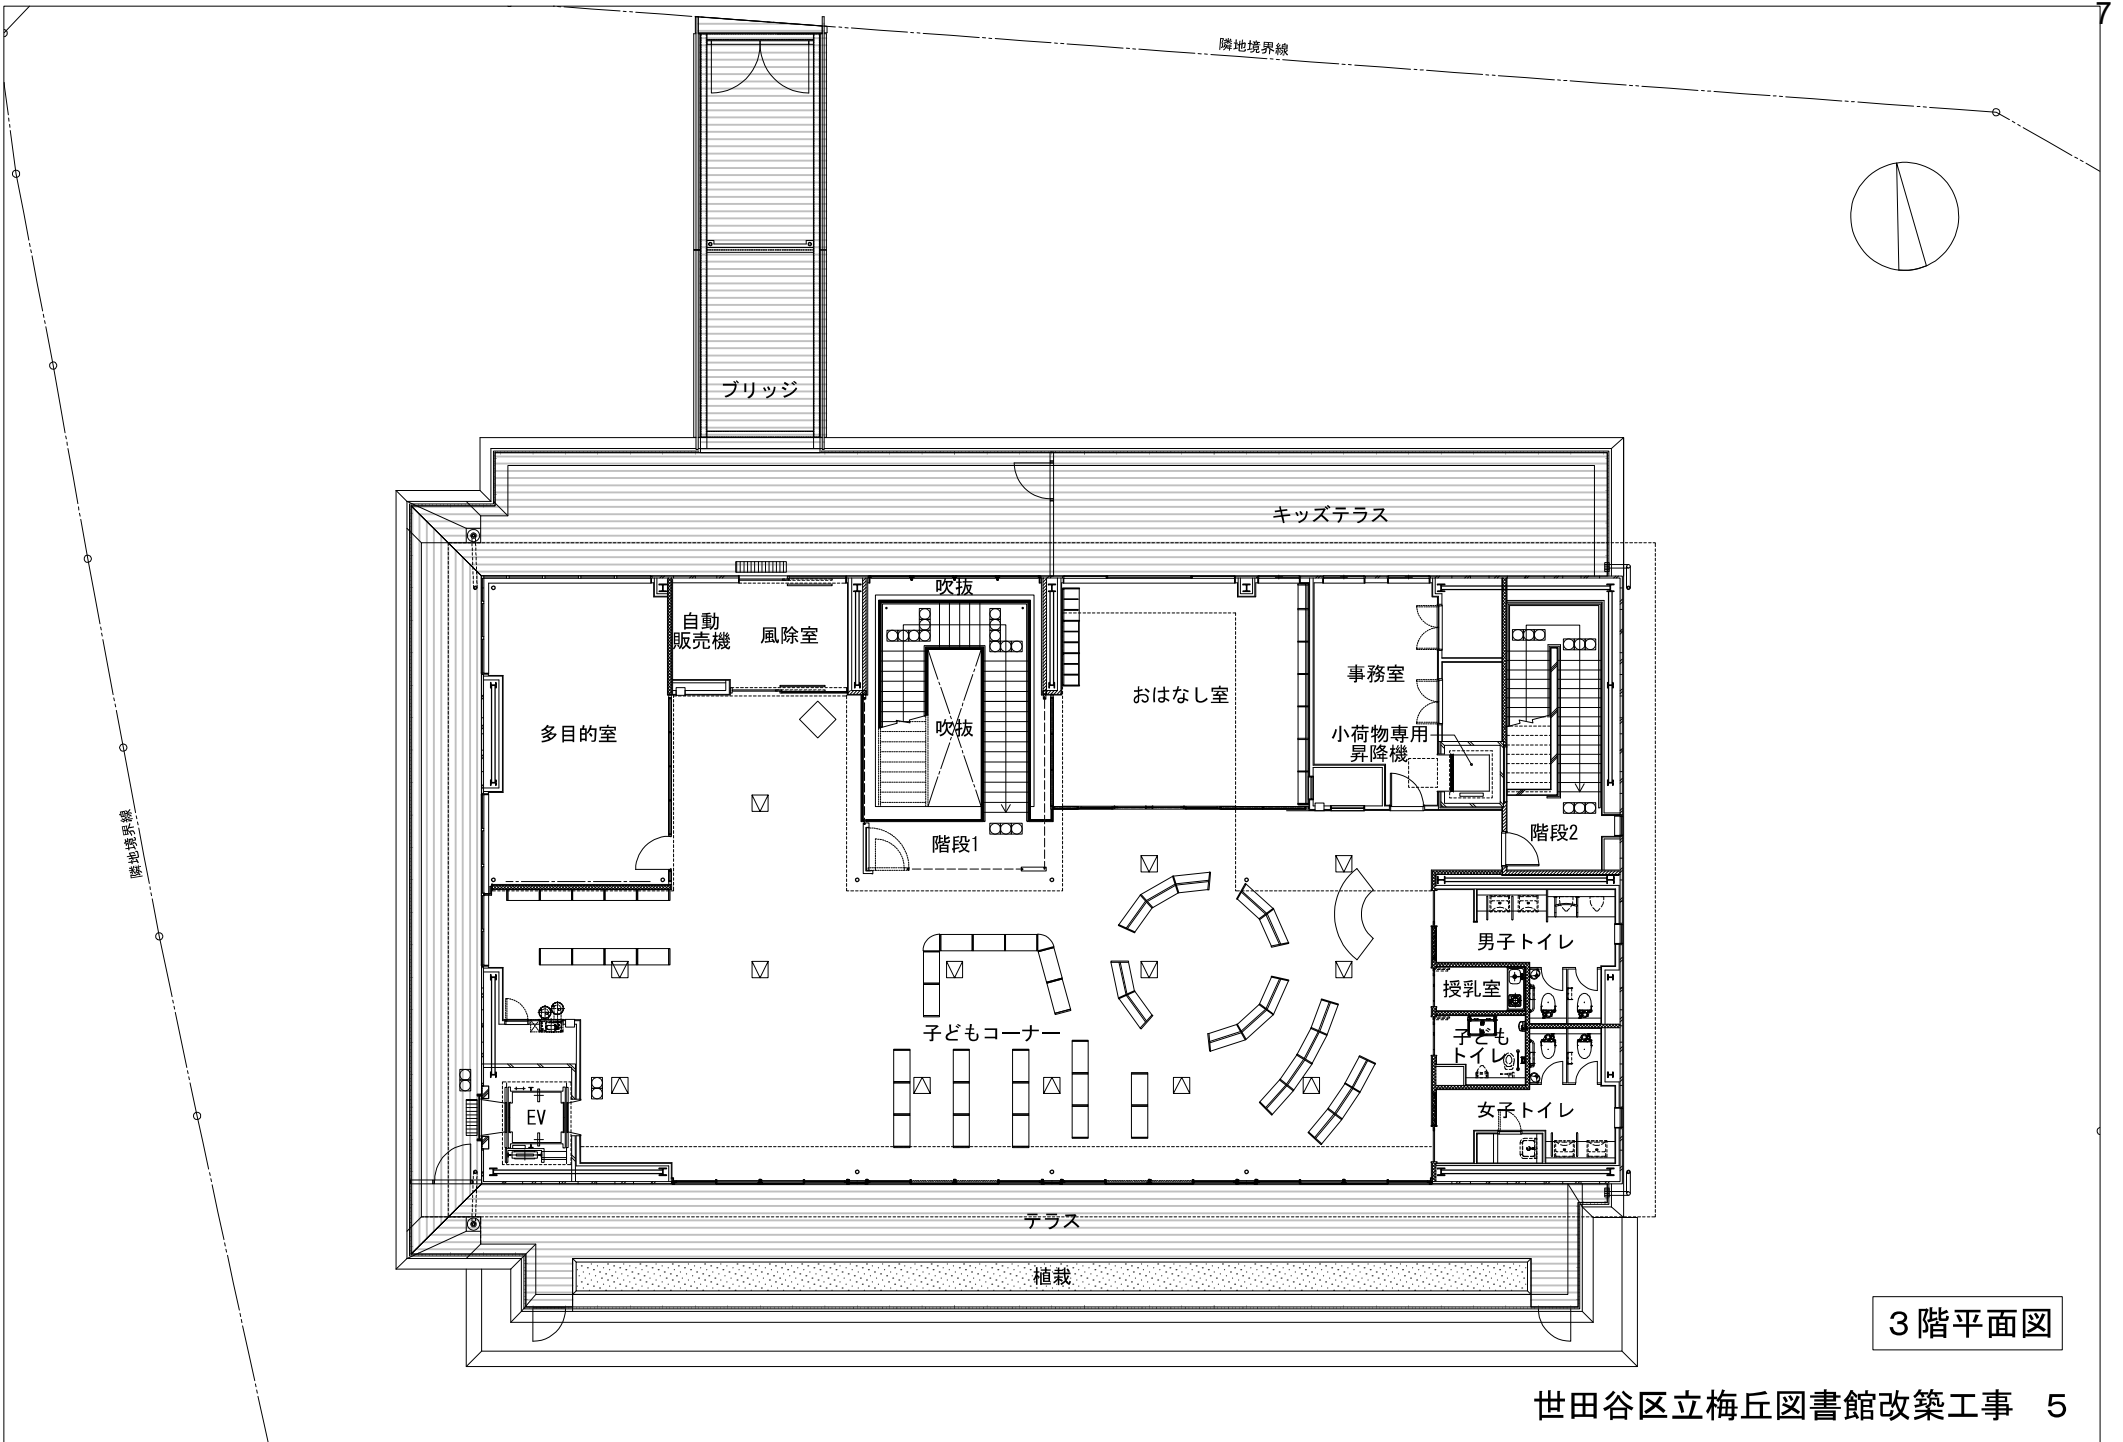 7
隣地境界線
ブリッジ
キッズテラス
吹抜
自動
販売機
風除室
事務室
おはなし室
多目的室
吹抜
小荷物専用
昇降機
階段1
階段2
隣地境界線
男子トイレ
授乳室
子どもコーナー
子ども
トイレ
EV
女子トイレ
テラス
植栽
3階平面図
世田谷区立梅丘図書館改築工事 5